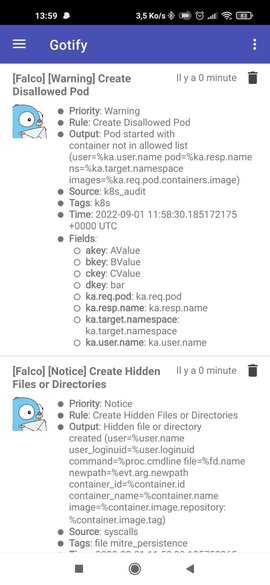 13:59
3,5 Ko/s
83
Gotify
[Falco] [Warning] Create
Disallowed Pod
Il y a 0 minute
Priority: Warning
Rule: Create Disallowed Pod
Output: Pod started with
container not in allowed list
(user=%ka.user.name pod=%ka.resp.name
ns=%ka.target.namespace
images=%ka.req.pod.containers.image)
Source: k8s_audit
Tags: k8s
Time: 2022-09-01 11:58:30.185172175
+0000 UTC
Fields:
akey: AValue
bkey: BValue
ckey: CValue
dkey: bar
ka.req.pod: ka.req.pod
ka.resp.name: ka.resp.name
ka.target.namespace:
ka.target.namespace
ka.user.name: ka.user.name
[Falco] [Notice] Create Hidden
Files or Directories
Il y a 0 minute
Priority: Notice
Rule: Create Hidden Files or Directories
Output: Hidden file or directory
created (user=%user.name
user_loginuid=%user.loginuid
command=%proc.cmdline file=%fd.name
newpath=%evt.arg.newpath
container_id=%container.id
container_name=%container.name
image=%container.image.repository:
%container.image.tag)
Source: syscalls
Tags: file mitre_persistence